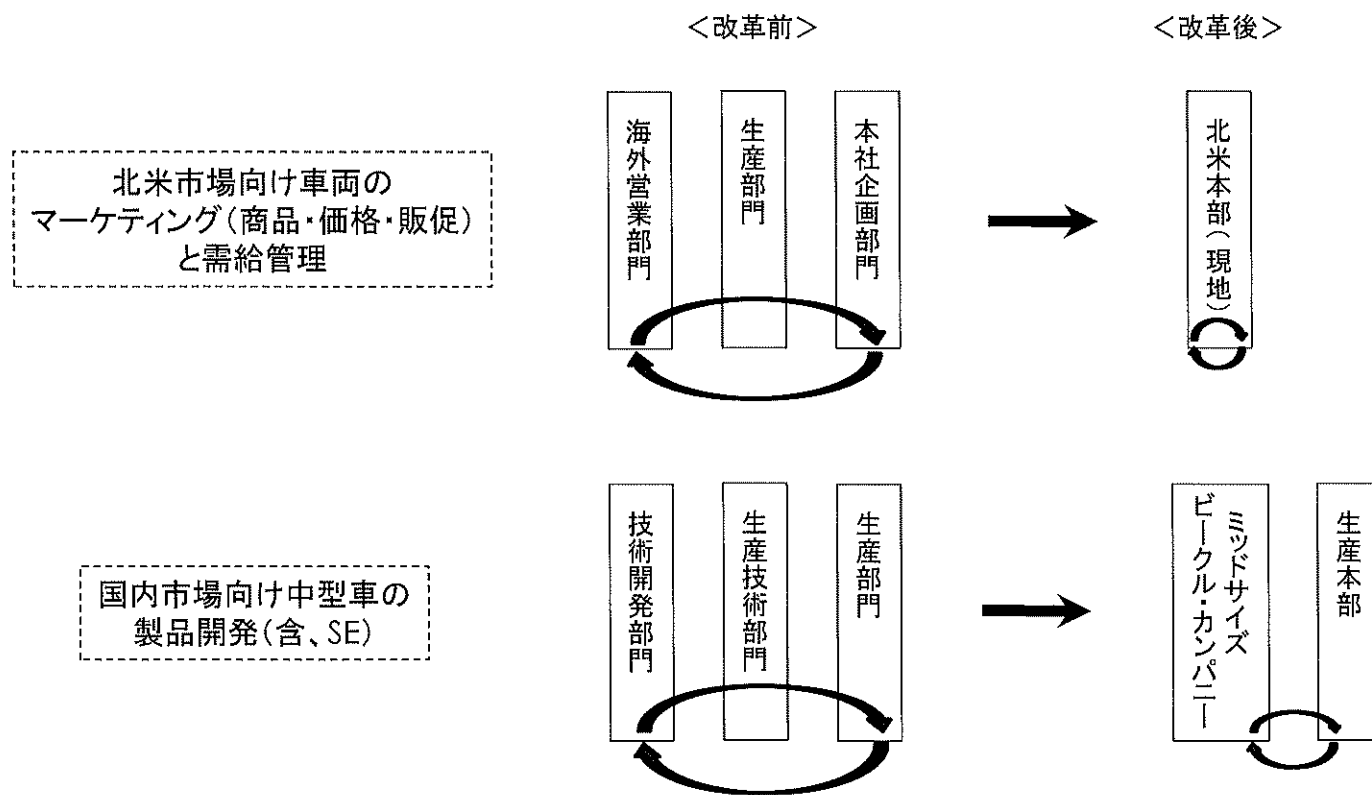 ＜改革前＞
＜改革後＞
北米市場向け車両の
マーケティング（商品・価格・販促）
と需給管理
海外営業部門
生産部門
本社企画部門
北米本部（現地）
国内市場向け中型車の
製品開発（含、SE）
技術開発部門
生産技術部門
生産部門
ミッドサイズ
ビークル・カンパニー
生産本部